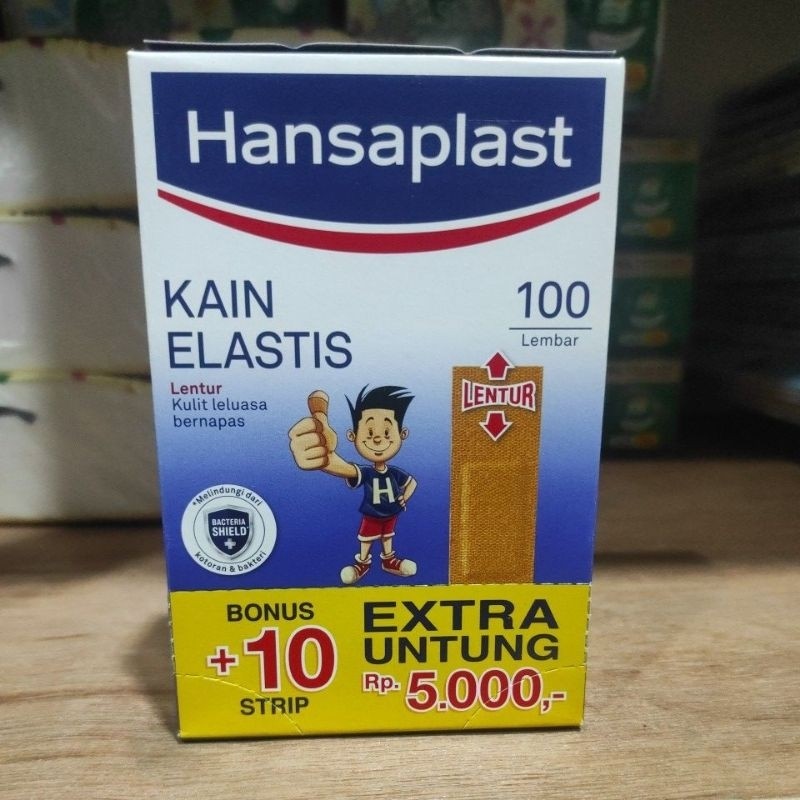 Hansaplast
KAIN
ELASTIS
100
Lembar
Lentur
Kulit leluasa
bernapas
LENTUR
H
*Melindungi dari
BACTERIA
SHIELD
kotoran & bakteri
BONUS
+10
STRIP
EXTRA
UNTUNG
Rp. 5.000,-